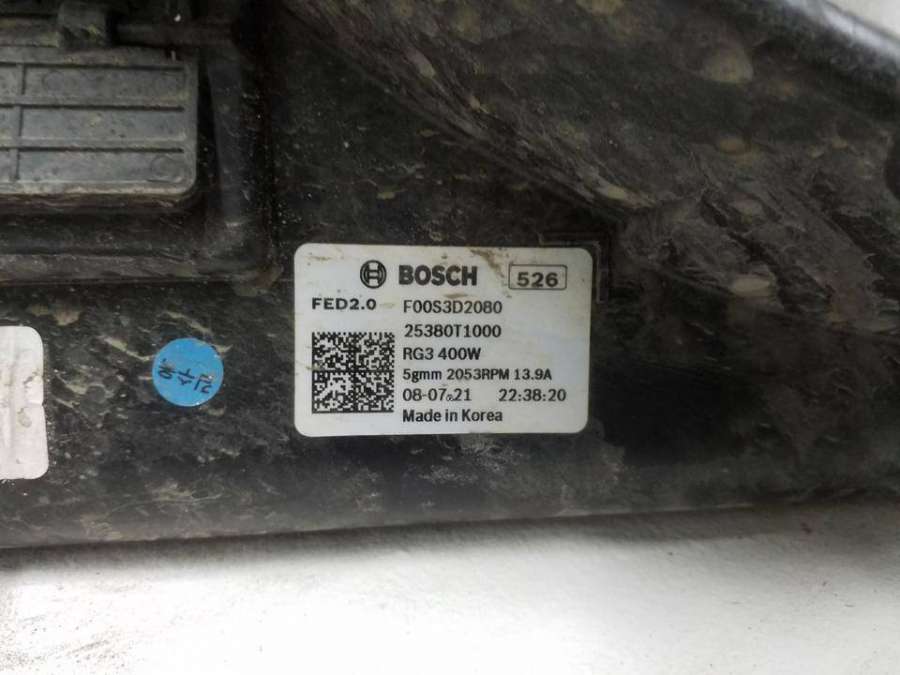 BOSCH 526
FED2.0 F00S3D2080
25380T1000
RG3 400W
5gmm 2053RPM 13.9A
08-07.21 22:38:20
Made in Korea